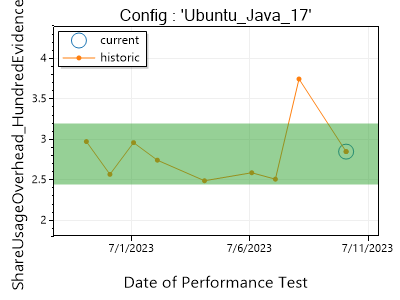 Config : 'Ubuntu_Java_17'
current
historic
ShareUsageOverhead_HundredEvidence
4
3.5
3
2.5
2
7/1/2023
7/6/2023
7/11/2023
Date of Performance Test